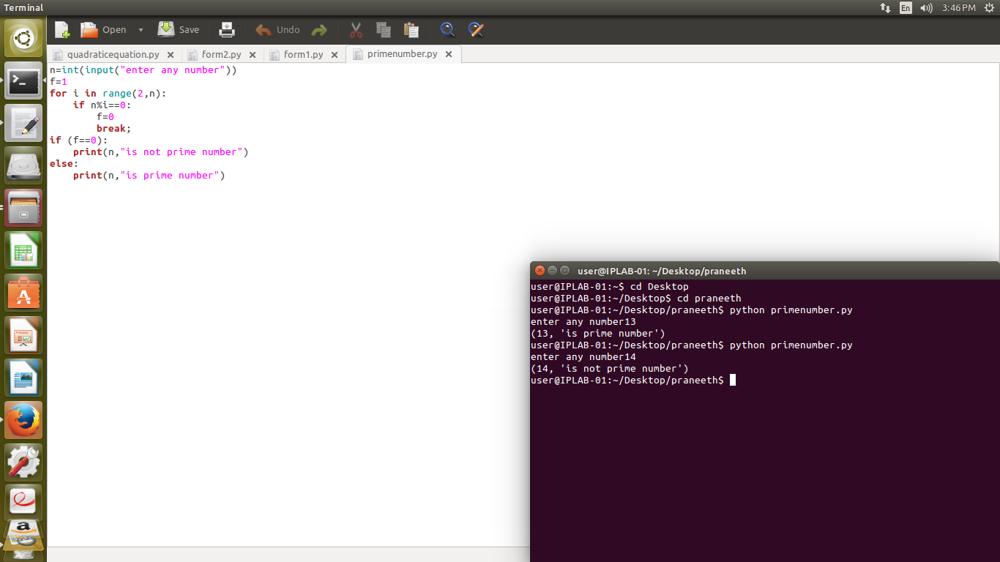 Terminal
En
3:46 PM
Open
Save
Undo
quadraticequation.py
form2.py
form1.py
primenumber.py
n=int(input("enter any number"))
f=1
for i in range(2,n):
    if n%i==0:
        f=0
        break;
if (f==0):
    print(n,"is not prime number")
else:
    print(n,"is prime number")
user@IPLAB-01: ~/Desktop/praneeth
user@IPLAB-01:~$ cd Desktop
user@IPLAB-01:~/Desktop$ cd praneeth
user@IPLAB-01:~/Desktop/praneeth$ python primenumber.py
enter any number13
(13, 'is prime number')
user@IPLAB-01:~/Desktop/praneeth$ python primenumber.py
enter any number14
(14, 'is not prime number')
user@IPLAB-01:~/Desktop/praneeth$